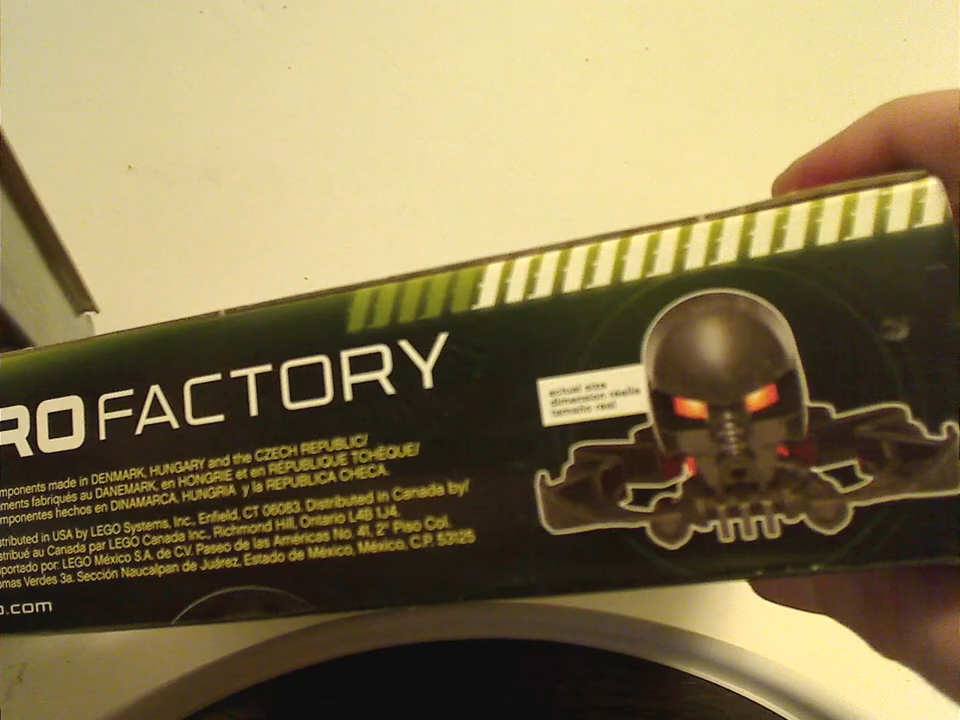 RO FACTORY
actual size
dimension réelle
tamaño real
mponents made in DENMARK, HUNGARY and the CZECH REPUBLIC/
ments fabriqués au DANEMARK, en HONGRIE et en RÉPUBLIQUE TCHÈQUE/
mponentes hechos en DINAMARCA, HUNGRIA y la REPUBLICA CHECA.
stributed in USA by LEGO Systems, Inc., Enfield, CT 06083. Distributed in Canada by/
stribué au Canada par LEGO Canada Inc., Richmond Hill, Ontario L4B 1J4.
portado por: LEGO México S.A. de C.V. Paseo de las Américas No. 41, 2° Piso Col.
omas Verdes 3a. Sección Naucalpan de Juárez, Estado de México, México, C.P. 53125
o.com